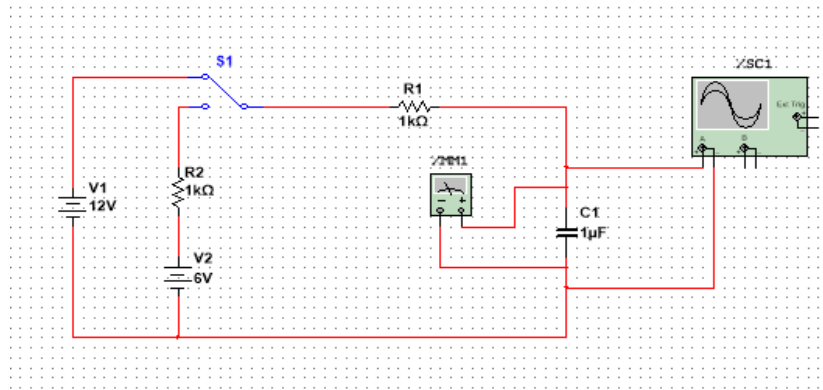 S1
XSC1
R1
1kΩ
Ext Trig
+
-
A
B
+ - + -
R2
1kΩ
XMM1
V1
12V
- +
C1
1µF
V2
6V